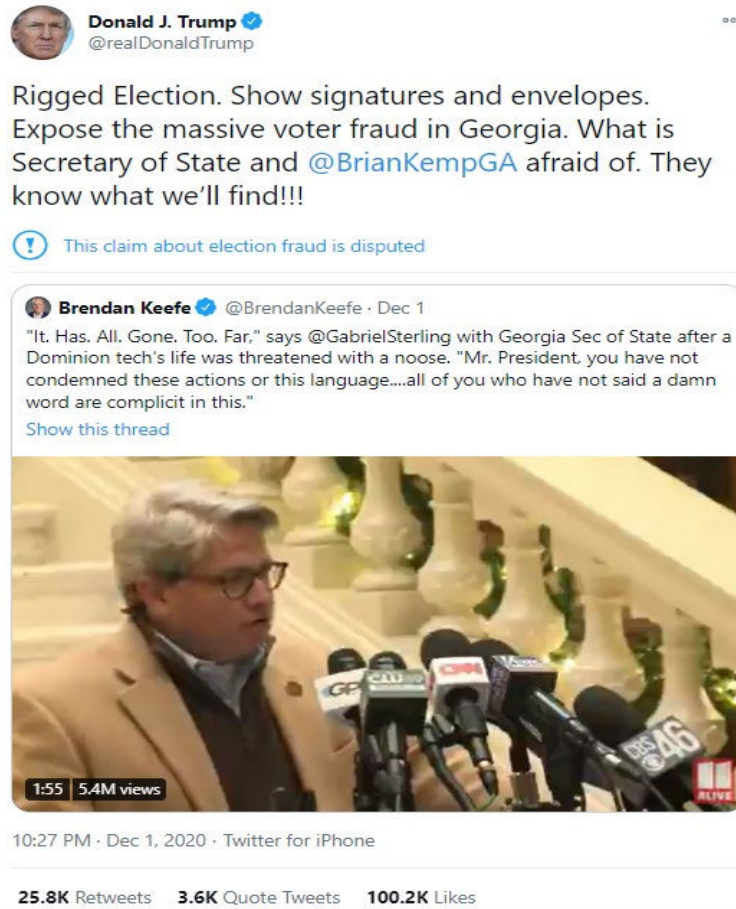 Donald J. Trump
@realDonaldTrump
Rigged Election. Show signatures and envelopes.
Expose the massive voter fraud in Georgia. What is
Secretary of State and @BrianKempGA afraid of. They
know what we’ll find!!!
This claim about election fraud is disputed
Brendan Keefe @BrendanKeefe · Dec 1
"It. Has. All. Gone. Too. Far," says @GabrielSterling with Georgia Sec of State after a
Dominion tech's life was threatened with a noose. "Mr. President, you have not
condemned these actions or this language....all of you who have not said a damn
word are complicit in this."
Show this thread
CNN
CBS 46
11
ALIVE
1:55 5.4M views
10:27 PM · Dec 1, 2020 · Twitter for iPhone
25.8K Retweets 3.6K Quote Tweets 100.2K Likes